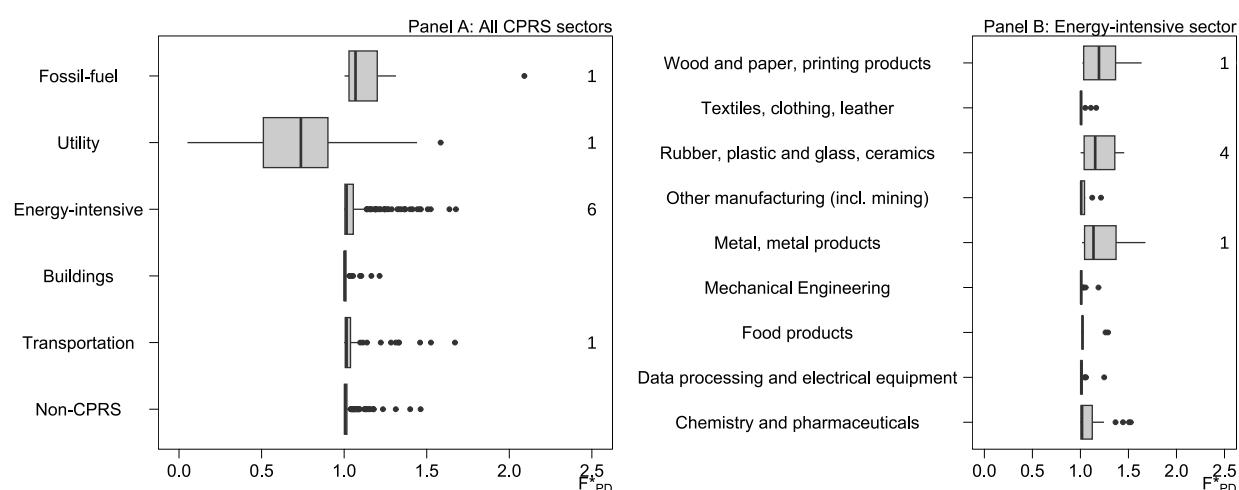 Panel A: All CPRS sectors
Fossil-fuel 1
Utility 1
Energy-intensive 6
Buildings
Transportation 1
Non-CPRS
0.0 0.5 1.0 1.5 2.0 2.5
F*PD
Panel B: Energy-intensive sector
Wood and paper, printing products 1
Textiles, clothing, leather
Rubber, plastic and glass, ceramics 4
Other manufacturing (incl. mining)
Metal, metal products 1
Mechanical Engineering
Food products
Data processing and electrical equipment
Chemistry and pharmaceuticals
0.0 0.5 1.0 1.5 2.0 2.5
F*PD